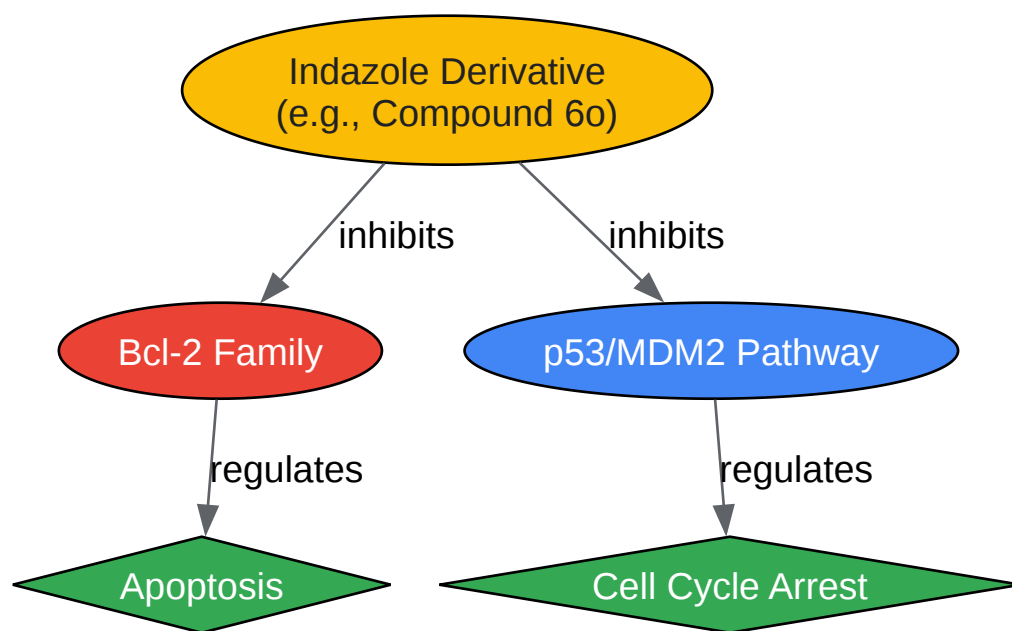 Indazole Derivative
(e.g., Compound 6o)
inhibits
inhibits
Bcl-2 Family
p53/MDM2 Pathway
regulates
regulates
Apoptosis
Cell Cycle Arrest